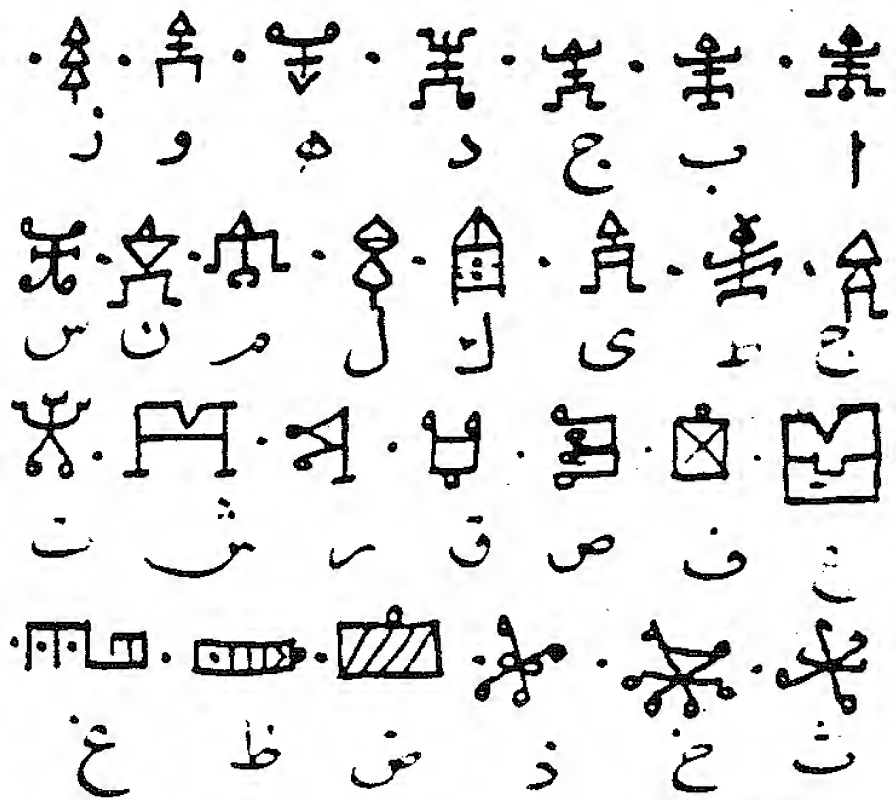 ا ب ج د ه و ز
ح ط ى ك ل م ن س
ع ف ص ق ر ش ت
ث خ ذ ض ظ غ